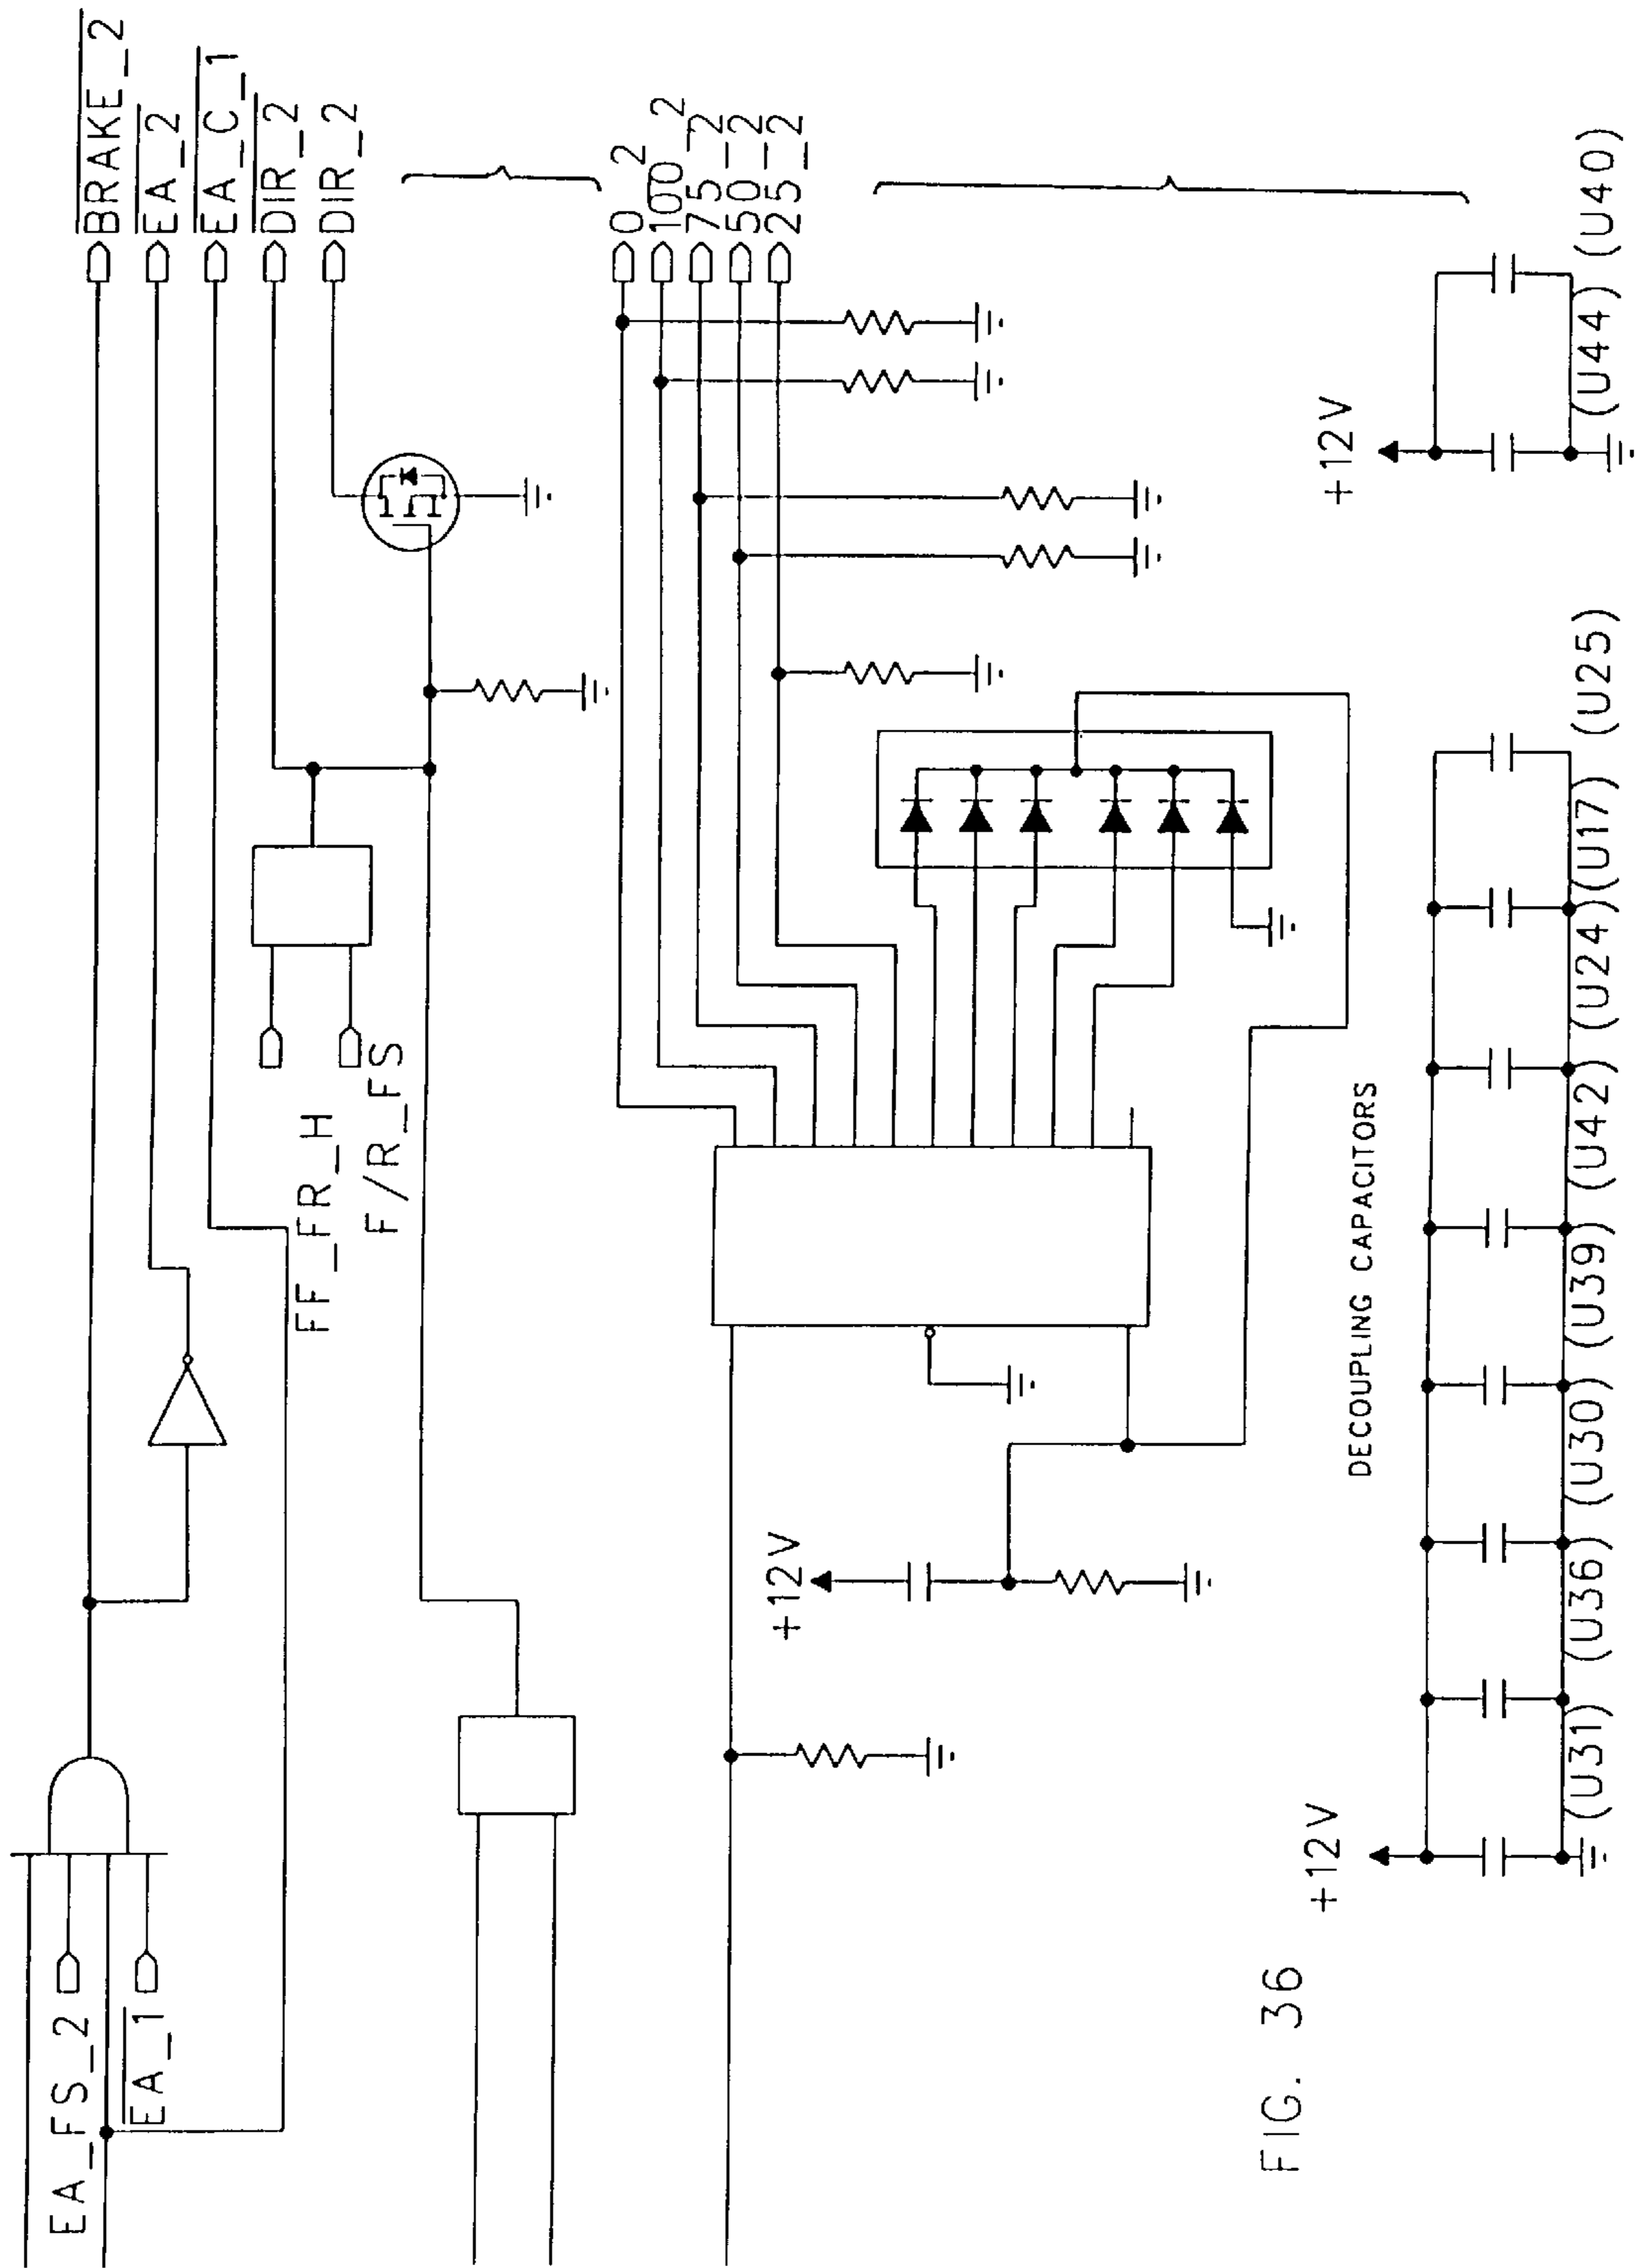 BRAKE_2
EA_2
EA_C_1
DIR_2
DIR_2
EA_FS_2
EA_1
FF_FR_H
F/R_FS
0_2
100_2
75_2
50_2
25_2
+12V
DECOUPLING CAPACITORS
+12V
(U31) (U36) (U30) (U39) (U42) (U24) (U17) (U25)
+12V
(U44) (U40)
FIG. 36